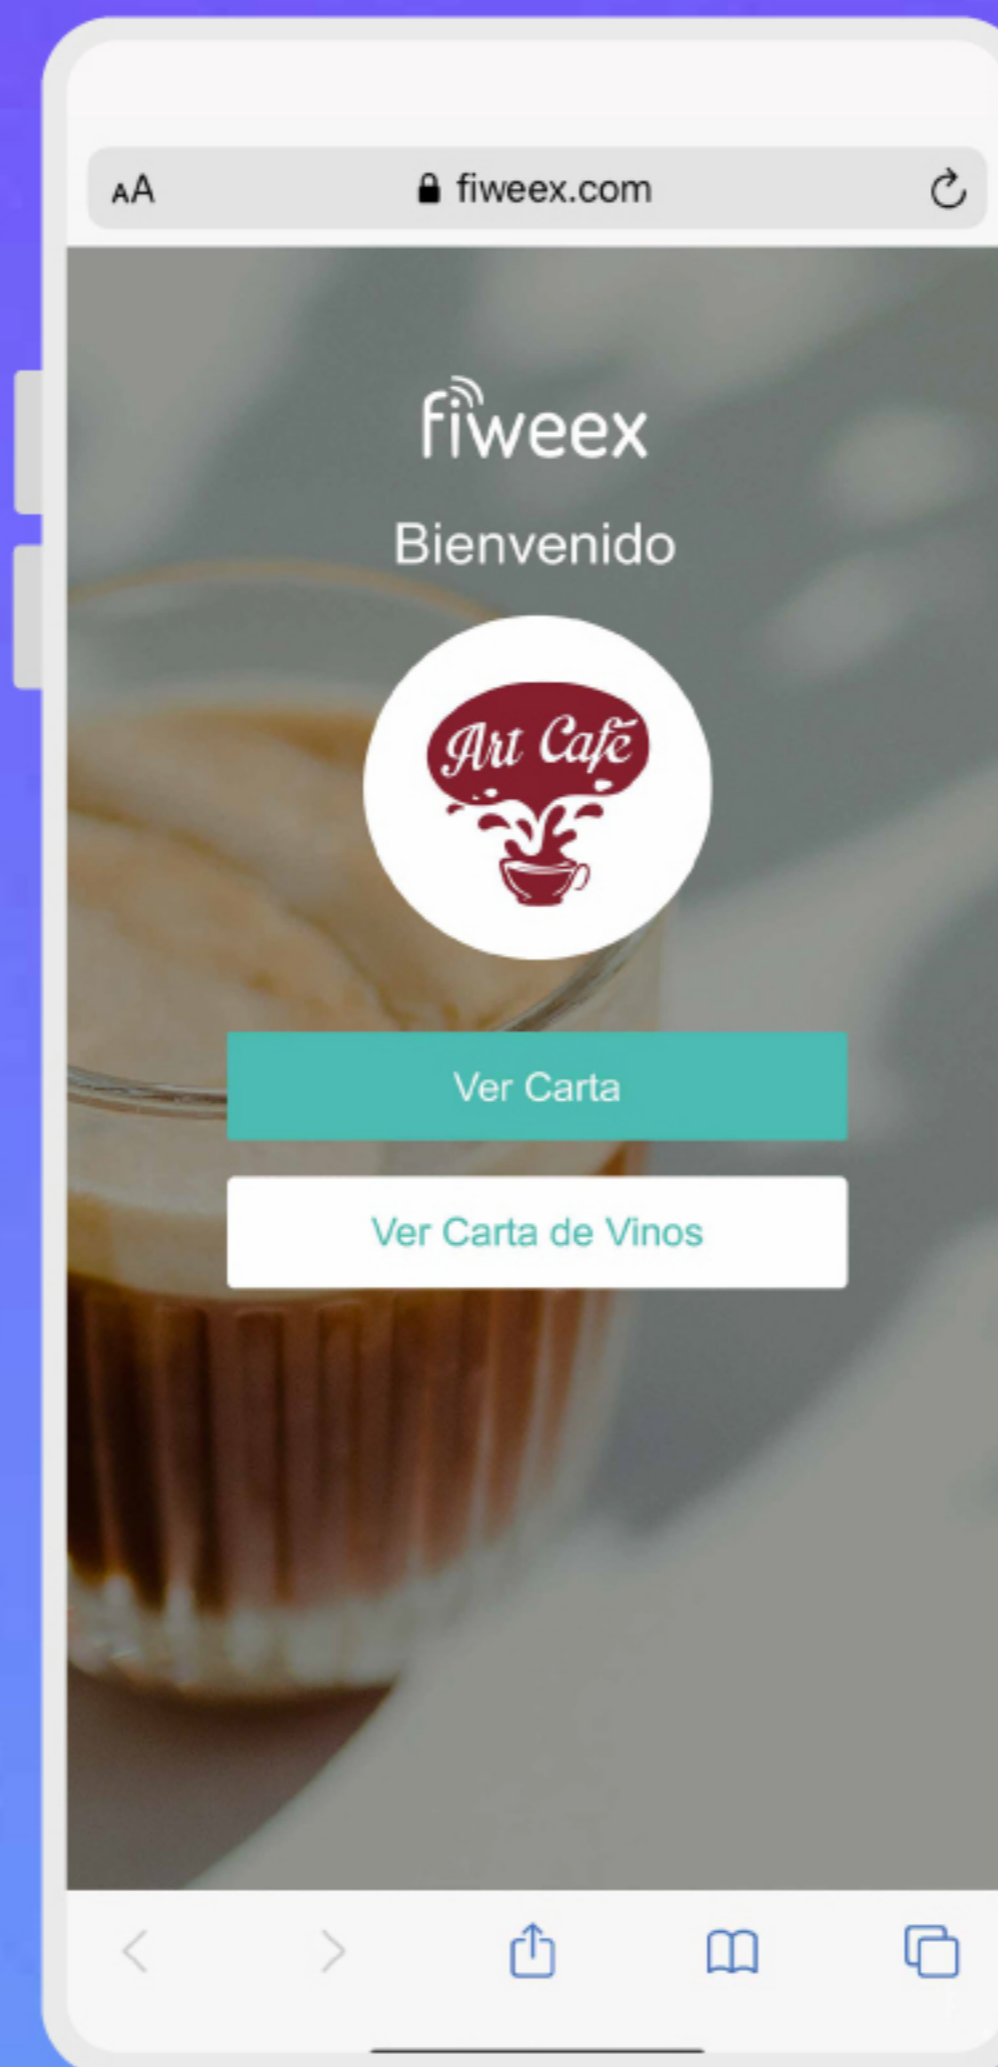 AA
fiweex.com
fiweex
Bienvenido
Art Café
Ver Carta
Ver Carta de Vinos